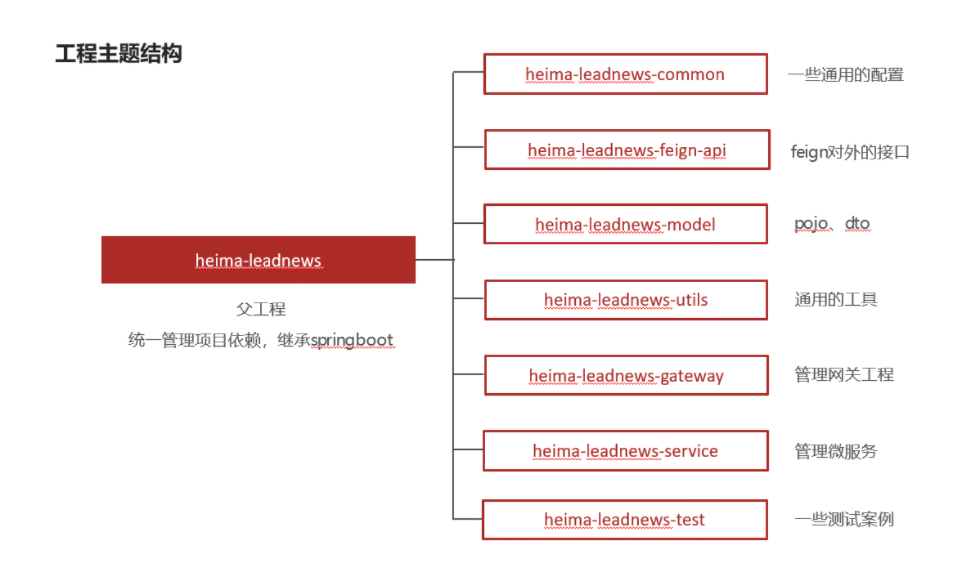 工程主题结构
heima-leadnews-common 一些通用的配置
heima-leadnews-feign-api feign对外的接口
heima-leadnews-model pojo、dto
heima-leadnews
父工程
统一管理项目依赖，继承springboot
heima-leadnews-utils 通用的工具
heima-leadnews-gateway 管理网关工程
heima-leadnews-service 管理微服务
heima-leadnews-test 一些测试案例